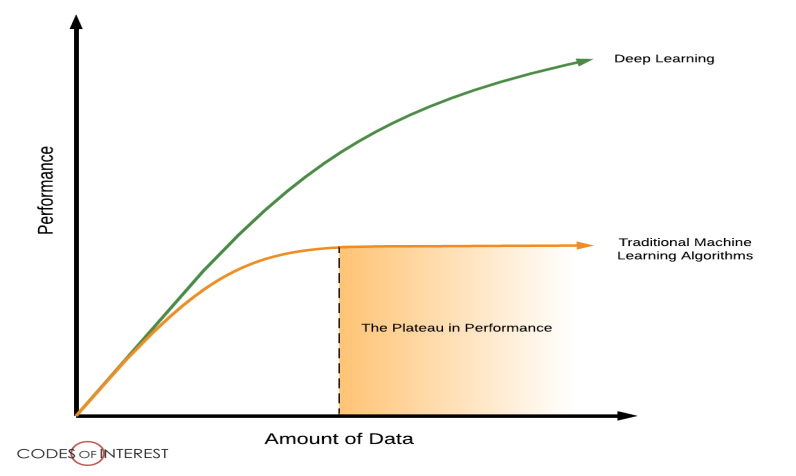 Deep Learning
Performance
Traditional Machine
Learning Algorithms
The Plateau in Performance
Amount of Data
CODES OF INTEREST